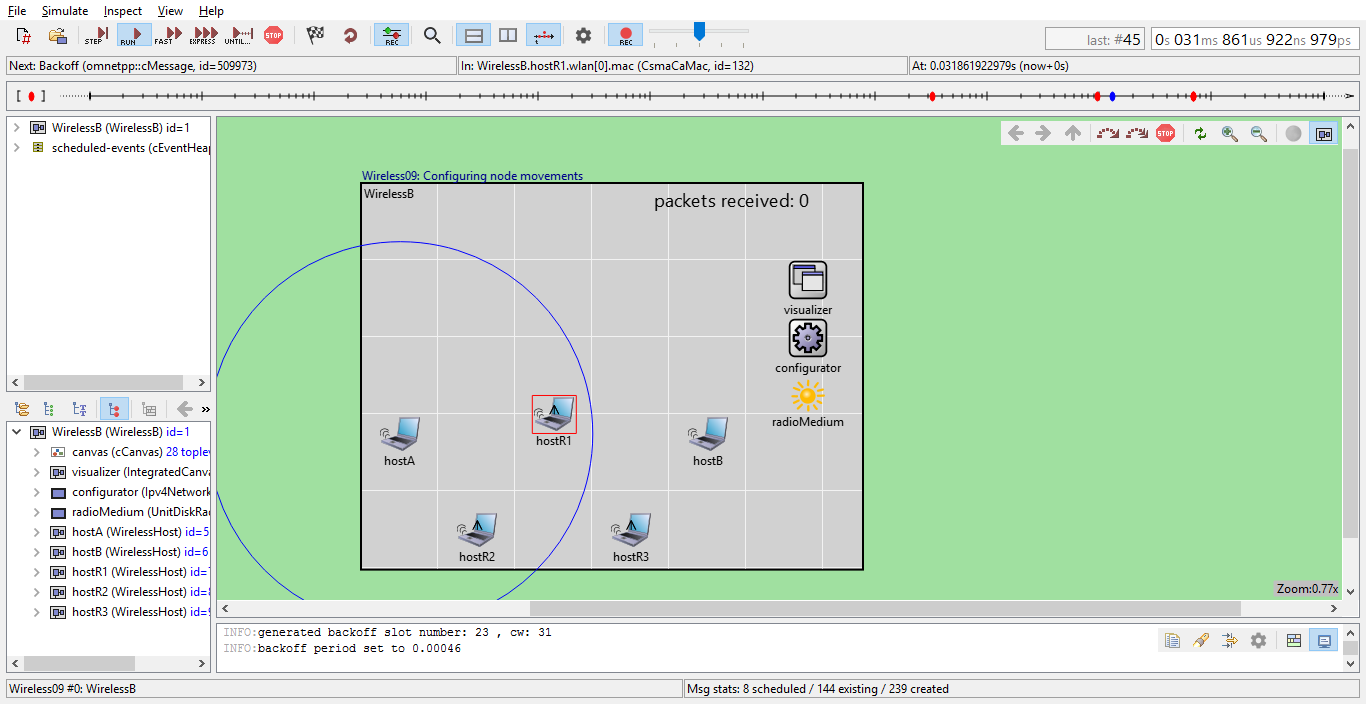 File Simulate Inspect View Help
STEP RUN FAST EXPRESS UNTIL... STOP REC REC last: #45 0s 031ms 861us 922ns 979ps
Next: Backoff (omnetpp::cMessage, id=509973) In: WirelessB.hostR1.wlan[0].mac (CsmaCaMac, id=132) At: 0.031861922979s (now+0s)
WirelessB (WirelessB) id=1
scheduled-events (cEventHeap
STOP
Wireless09: Configuring node movements
WirelessB
packets received: 0
visualizer
configurator
radioMedium
hostR1
hostA
hostB
hostR2
hostR3
Zoom:0.77x
WirelessB (WirelessB) id=1
canvas (cCanvas) 28 topley
visualizer (IntegratedCanva
configurator (Ipv4Network
radioMedium (UnitDiskRad
hostA (WirelessHost) id=5
hostB (WirelessHost) id=6
hostR1 (WirelessHost) id=
hostR2 (WirelessHost) id=
hostR3 (WirelessHost) id=
INFO:generated backoff slot number: 23 , cw: 31
INFO:backoff period set to 0.00046
Wireless09 #0: WirelessB Msg stats: 8 scheduled / 144 existing / 239 created